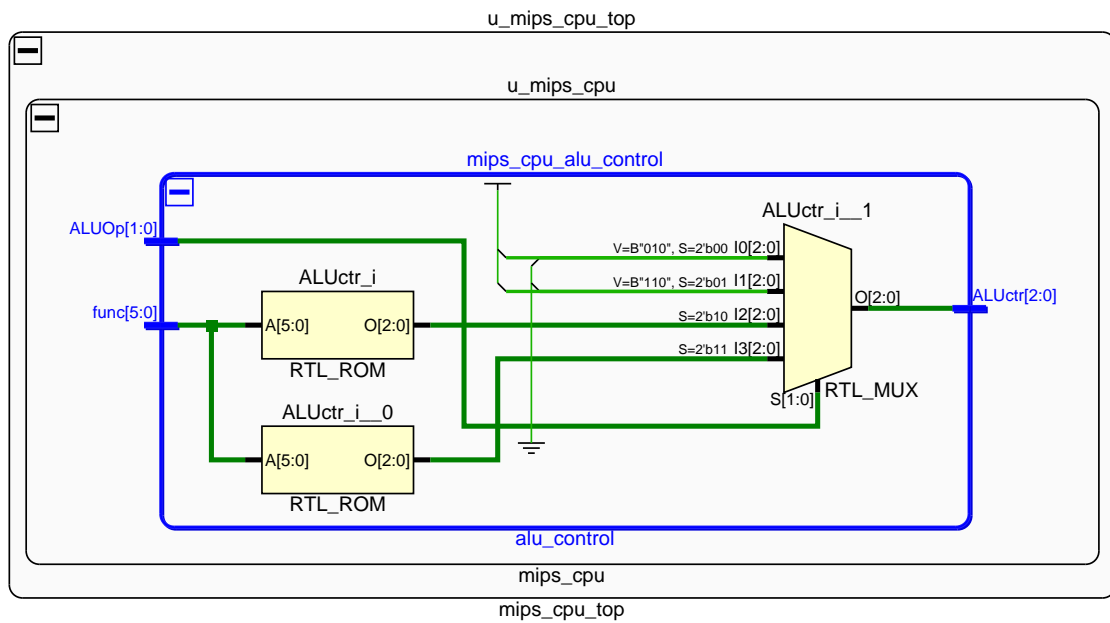 u_mips_cpu_top
u_mips_cpu
mips_cpu_alu_control
ALUOp[1:0]
func[5:0]
ALUctr_i
A[5:0] O[2:0]
RTL_ROM
ALUctr_i__0
A[5:0] O[2:0]
RTL_ROM
ALUctr_i__1
V=B"010", S=2'b00 I0[2:0]
V=B"110", S=2'b01 I1[2:0]
S=2'b10 I2[2:0]
S=2'b11 I3[2:0]
O[2:0]
S[1:0]
RTL_MUX
ALUctr[2:0]
alu_control
mips_cpu
mips_cpu_top